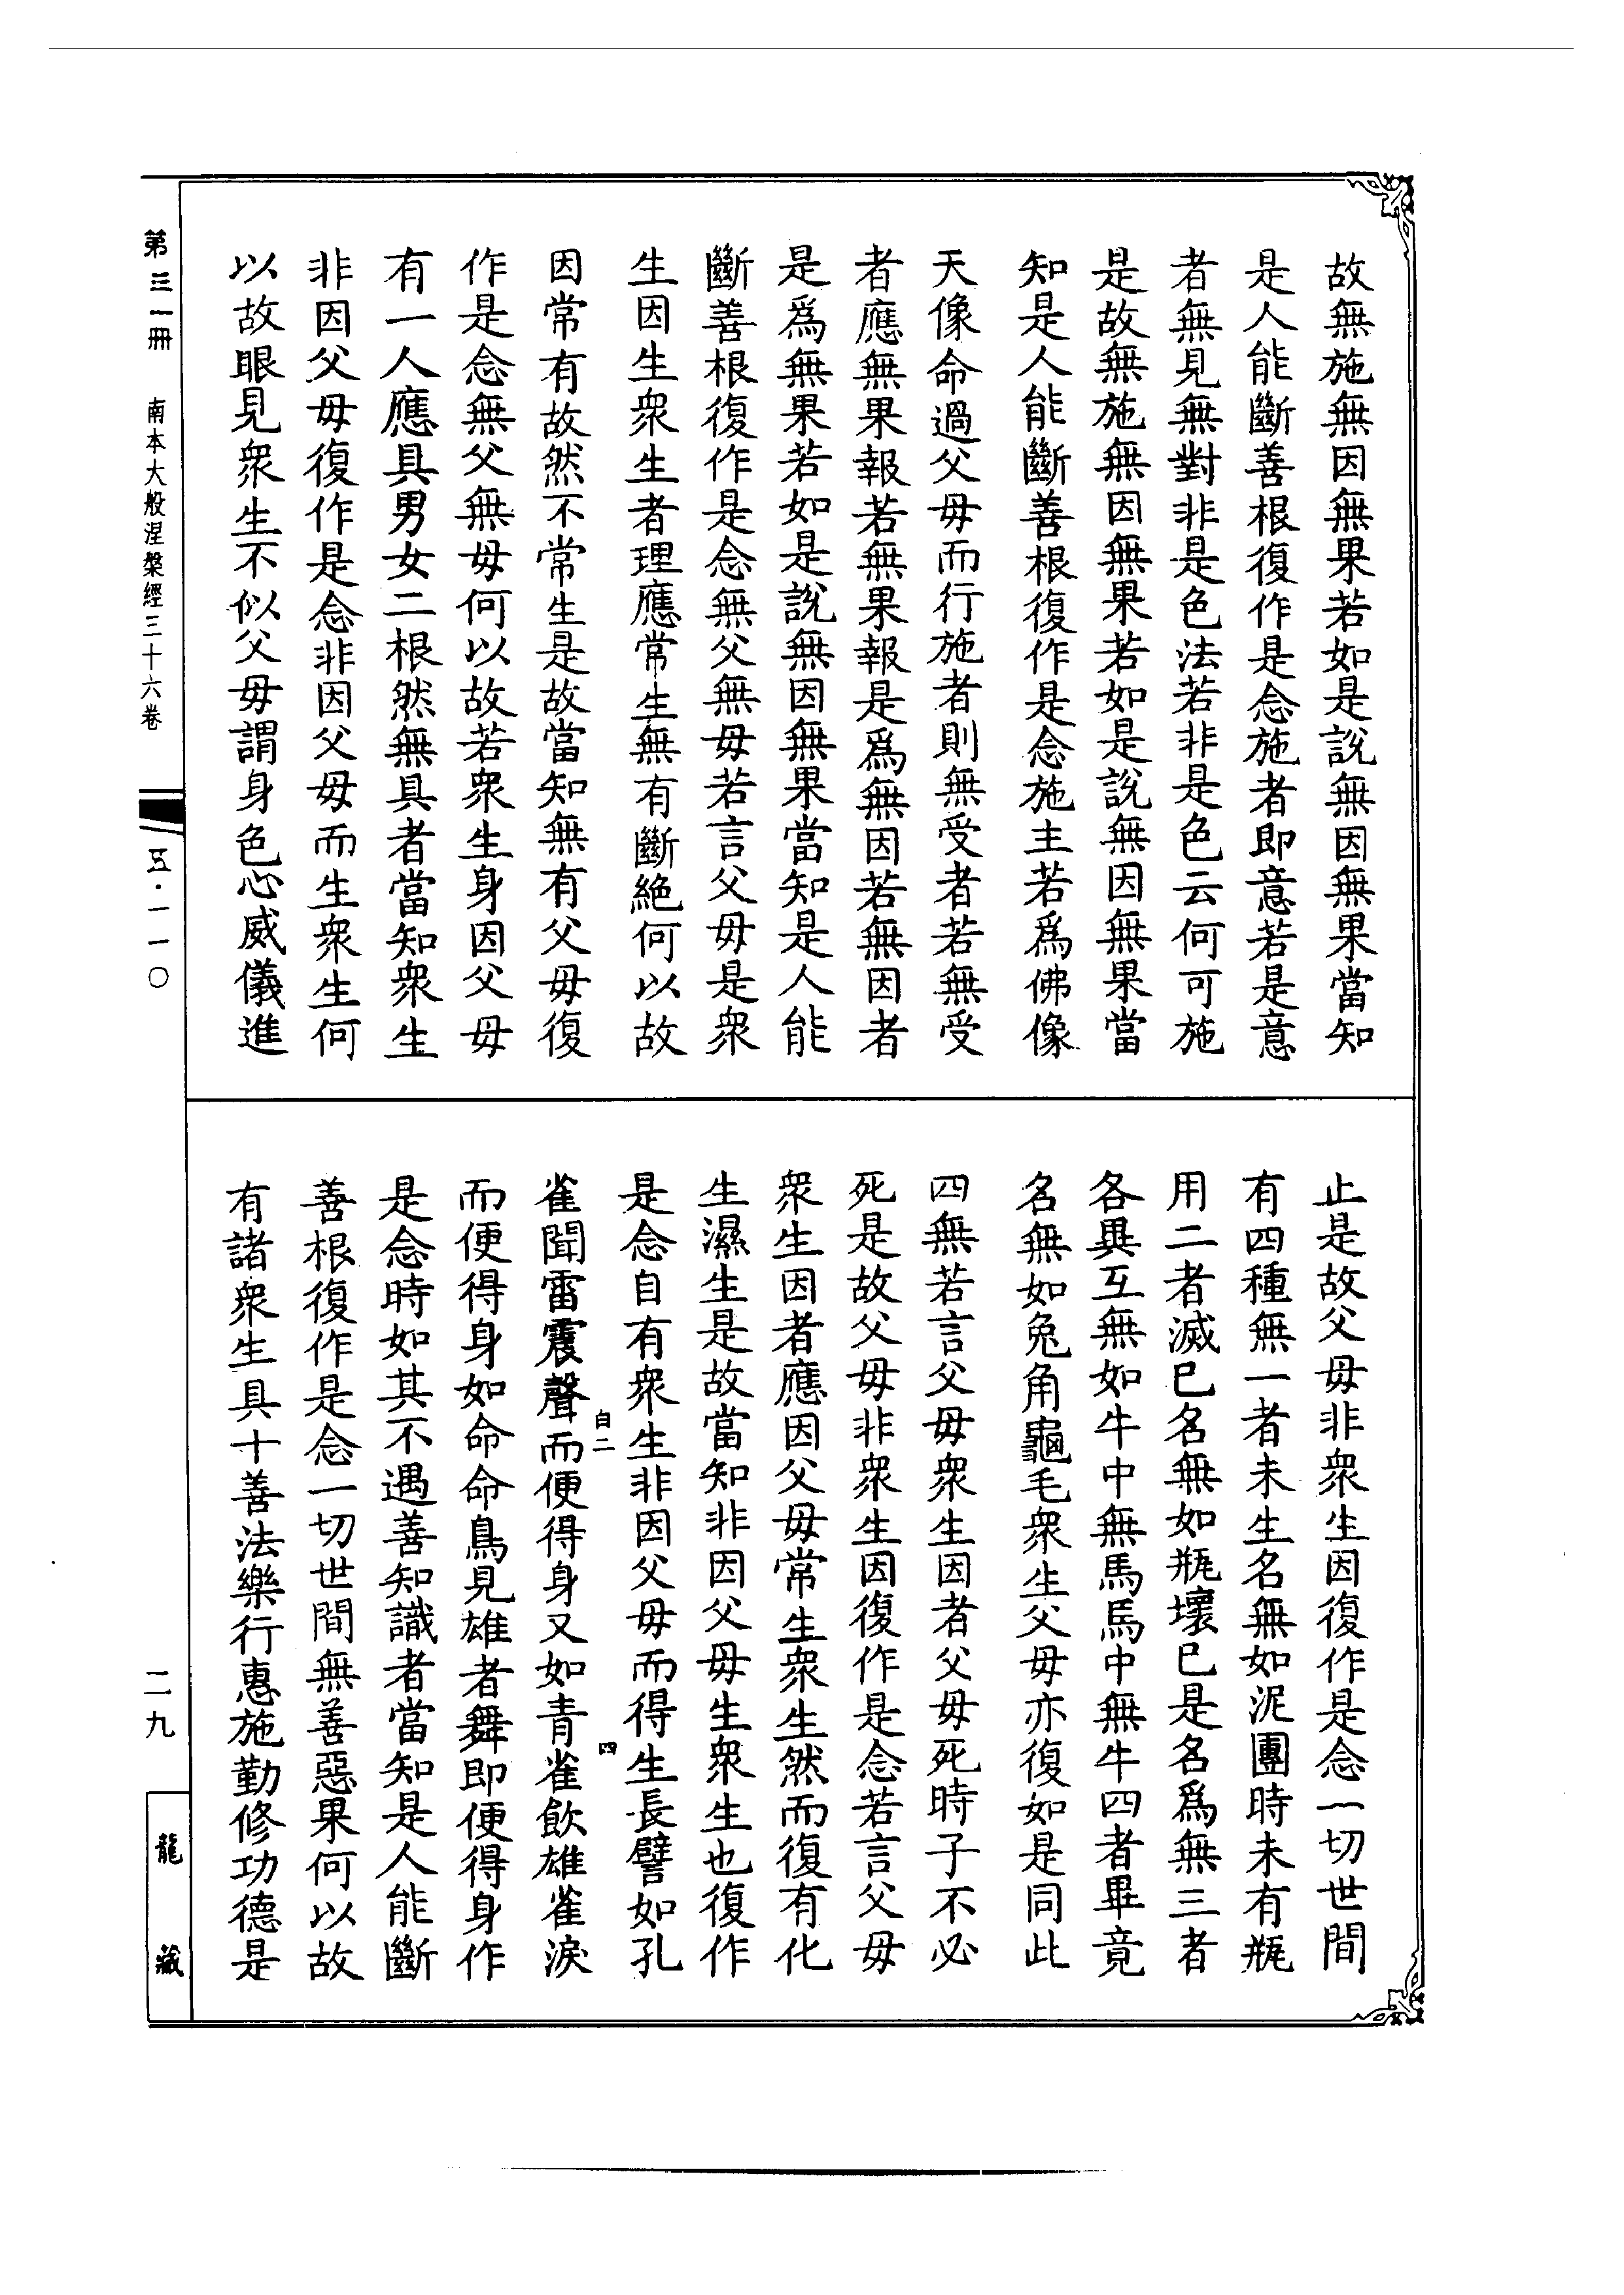 故無施無因無果若如是說無因無果當知
是人能斷善根復作是念施者即意若是意
者無見無對非是色法若非是色云何可施
是故無施無因無果若如是說無因無果當
知是人能斷善根復作是念施主若爲佛像
天像命過父母而行施者則無受者若無受
者應無果報若無果報是爲無因若無因者
是爲無果若如是說無因無果當知是人能
斷善根復作是念無父無母若言父母是衆
生因生衆生者理應常生無有斷絕何以故
因常有故然不常生是故當知無有父母復
作是念無父無母何以故若衆生身因父母
有一人應具男女二根然無具者當知衆生
非因父母復作是念非因父母而生衆生何
以故眼見衆生不似父母謂身色心威儀進
止是故父母非衆生因復作是念一切世間
有四種無一者未生名無如泥團時未有瓶
用二者滅已名無如瓶壞已是名爲無三者
各異互無如牛中無馬馬中無牛四者畢竟
名無如兔角龜毛衆生父母亦復如是同此
四無若言父母衆生因者父母死時子不必
死是故父母非衆生因復作是念若言父母
衆生因者應因父母常生衆生然而復有化
生濕生是故當知非因父母生衆生也復作
是念自有衆生非因父母而得生長譬如孔
白二
四
雀聞雷震聲而便得身又如青雀飲雄雀淚
而便得身如命命鳥見雄者舞即便得身作
是念時如其不遇善知識者當知是人能斷
善根復作是念一切世間無善惡果何以故
有諸衆生具十善法樂行惠施勤修功德是
第三一冊 南本大般涅槃經三十六卷
五·一一〇
二九
龍藏